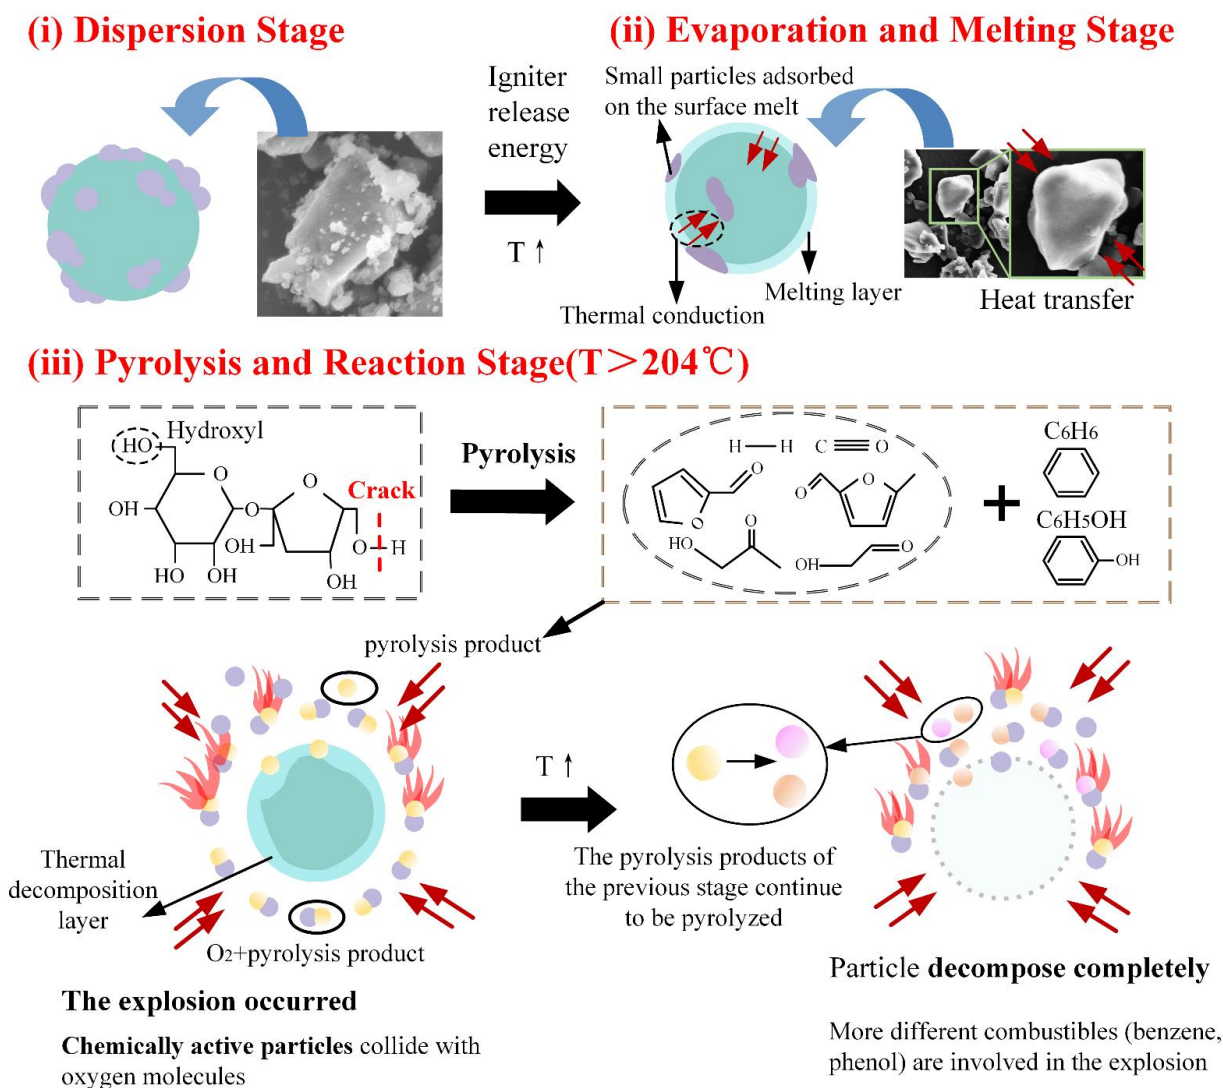 (i) Dispersion Stage
(ii) Evaporation and Melting Stage
Igniter
release
energy
T ↑
Small particles adsorbed
on the surface melt
Thermal conduction
Melting layer
Heat transfer
(iii) Pyrolysis and Reaction Stage(T＞204℃)
HO
Hydroxyl
O
OH
O
O
Crack
OH
O
H
HO
OH
OH
Pyrolysis
H
H
C
O
O
O
O
O
O
HO
OH
O
+
C6H6
C6H5OH
OH
pyrolysis product
Thermal
decomposition
layer
O2+pyrolysis product
T ↑
The pyrolysis products of
the previous stage continue
to be pyrolyzed
The explosion occurred
Chemically active particles collide with
oxygen molecules
Particle decompose completely
More different combustibles (benzene,
phenol) are involved in the explosion